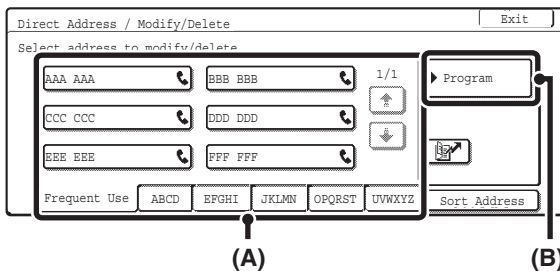 Direct Address / Modify/Delete Exit
Select address to modify/delete
AAA AAA BBB BBB 1/1 Program
CCC CCC DDD DDD
EEE EEE FFF FFF
Frequent Use ABCD EFGHI JKLMN OPQRST UVWXYZ Sort Address
(A) (B)